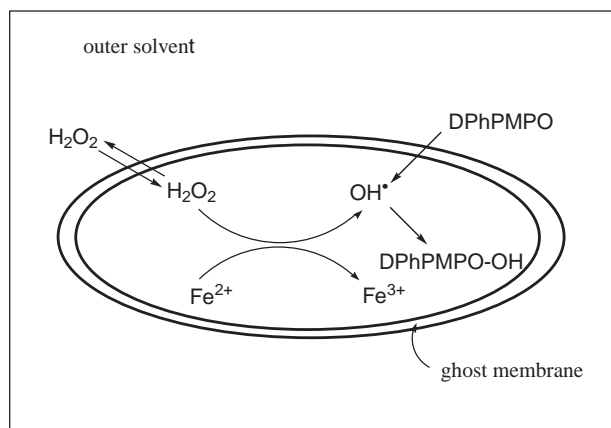 outer solvent
DPhPMPO
H₂O₂
H₂O₂
OH•
DPhPMPO-OH
Fe²⁺
Fe³⁺
ghost membrane